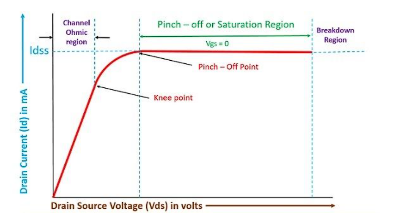 Channel
Ohmic
region
Pinch – off or Saturation Region
Breakdown
Region
Vgs = 0
Idss
Pinch – Off Point
Knee point
Drain Current (Id) in mA
Drain Source Voltage (Vds) in volts